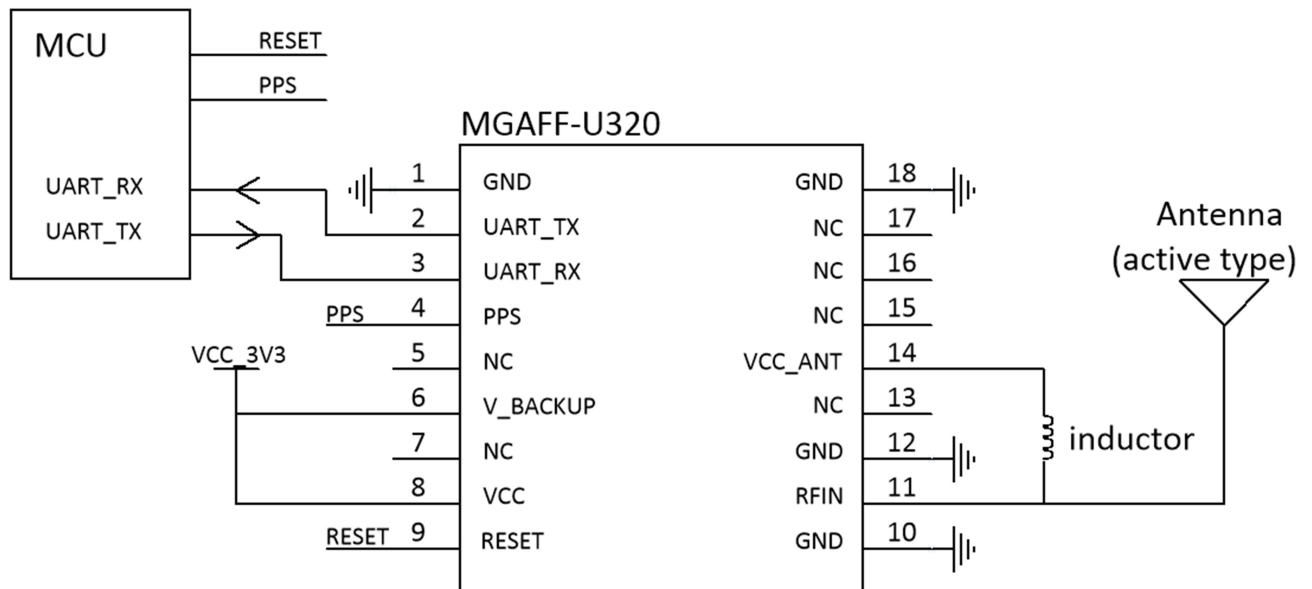 MCU
RESET
PPS
UART_RX
UART_TX
MGAFF-U320
1 GND
2 UART_TX
3 UART_RX
PPS 4 PPS
VCC_3V3
5 NC
6 V_BACKUP
7 NC
8 VCC
RESET 9 RESET
GND 18
NC 17
NC 16
NC 15
VCC_ANT 14
NC 13
GND 12
RFIN 11
GND 10
inductor
Antenna
(active type)